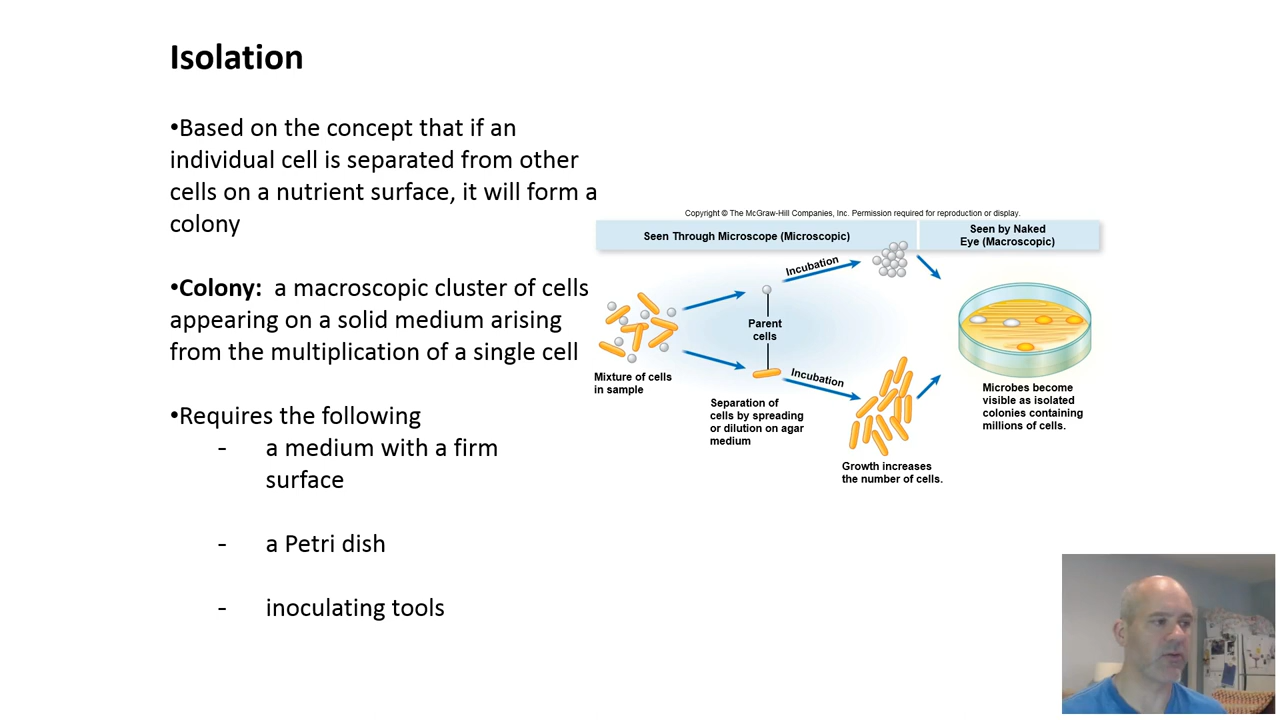 Isolation
•Based on the concept that if an
individual cell is separated from other
cells on a nutrient surface, it will form a
colony
•Colony:  a macroscopic cluster of cells
appearing on a solid medium arising
from the multiplication of a single cell
•Requires the following
- a medium with a firm
surface
- a Petri dish
- inoculating tools
Copyright © The McGraw-Hill Companies, Inc. Permission required for reproduction or display.
Seen Through Microscope (Microscopic)
Seen by Naked
Eye (Macroscopic)
Incubation
Parent
cells
Incubation
Mixture of cells
in sample
Separation of
cells by spreading
or dilution on agar
medium
Growth increases
the number of cells.
Microbes become
visible as isolated
colonies containing
millions of cells.